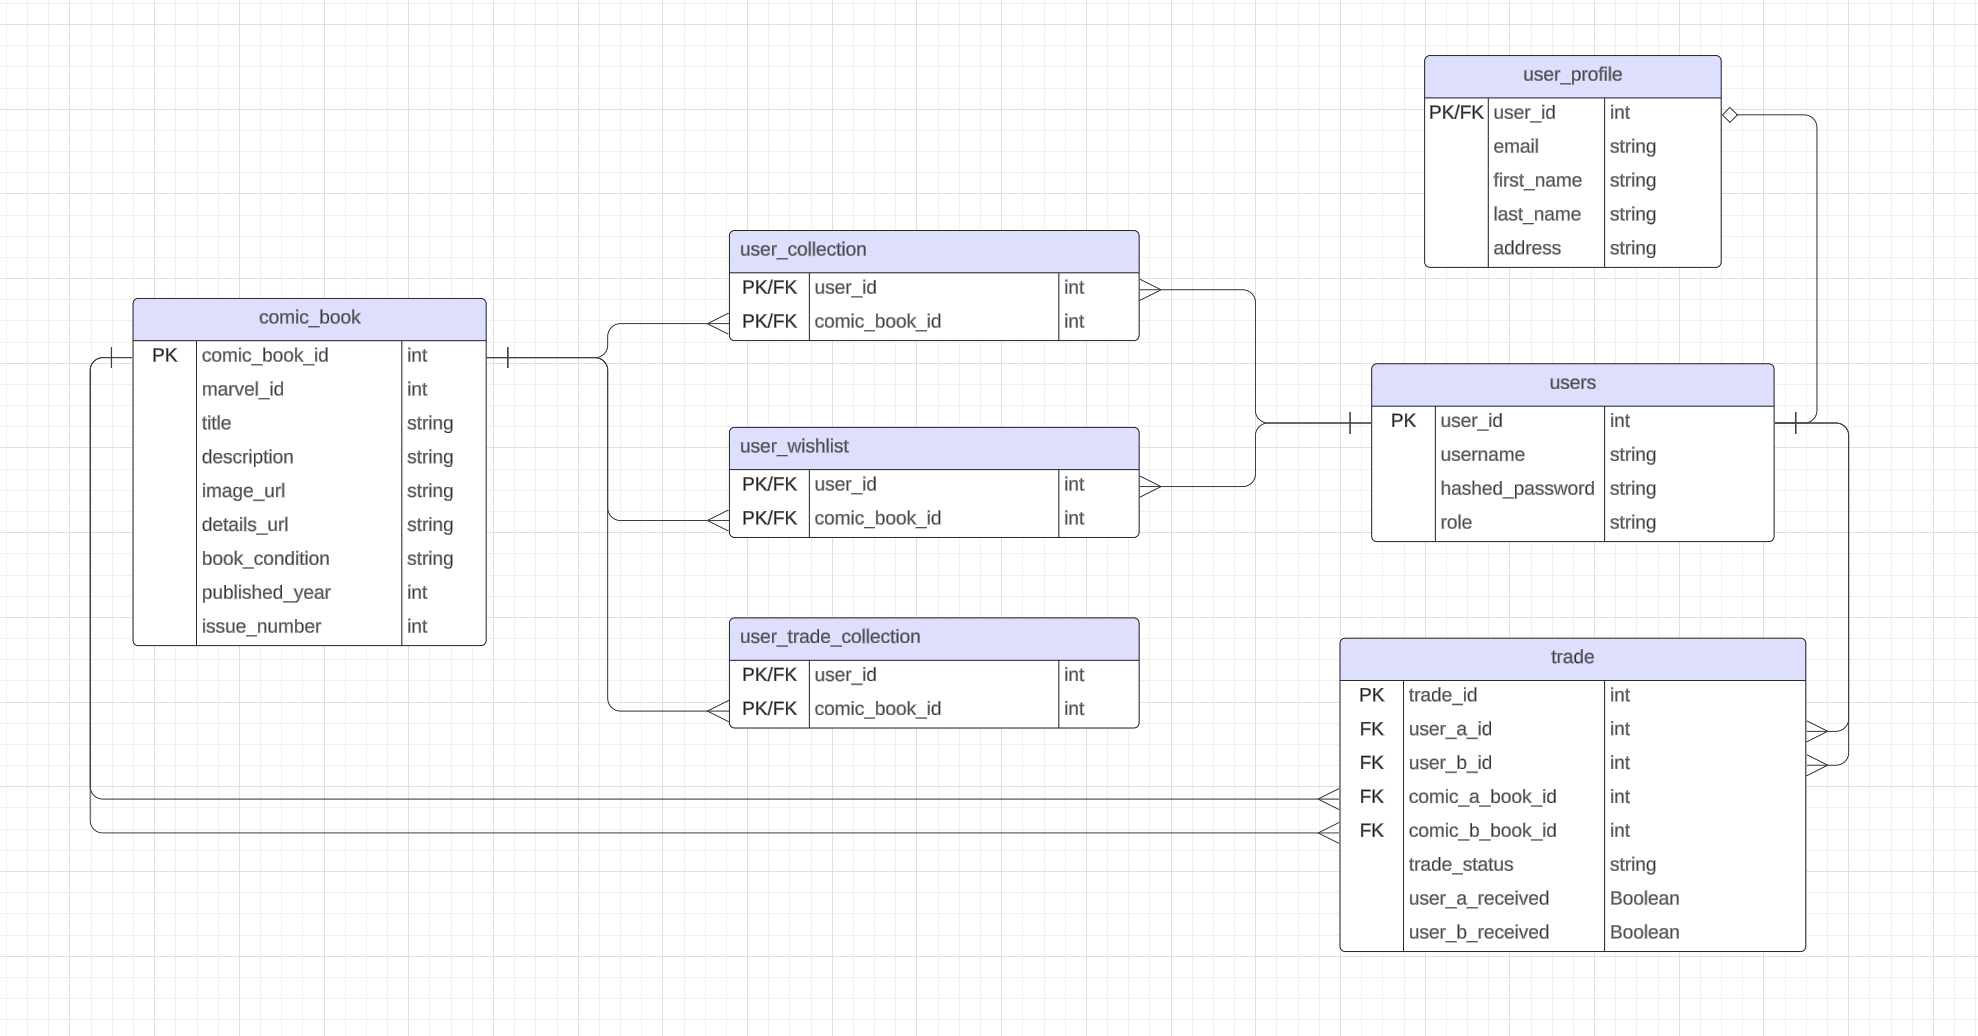 user_profile
PK/FK user_id int
email string
first_name string
last_name string
address string
user_collection
PK/FK user_id int
PK/FK comic_book_id int
comic_book
PK comic_book_id int
marvel_id int
title string
description string
image_url string
details_url string
book_condition string
published_year int
issue_number int
users
PK user_id int
username string
hashed_password string
role string
user_wishlist
PK/FK user_id int
PK/FK comic_book_id int
user_trade_collection
PK/FK user_id int
PK/FK comic_book_id int
trade
PK trade_id int
FK user_a_id int
FK user_b_id int
FK comic_a_book_id int
FK comic_b_book_id int
trade_status string
user_a_received Boolean
user_b_received Boolean